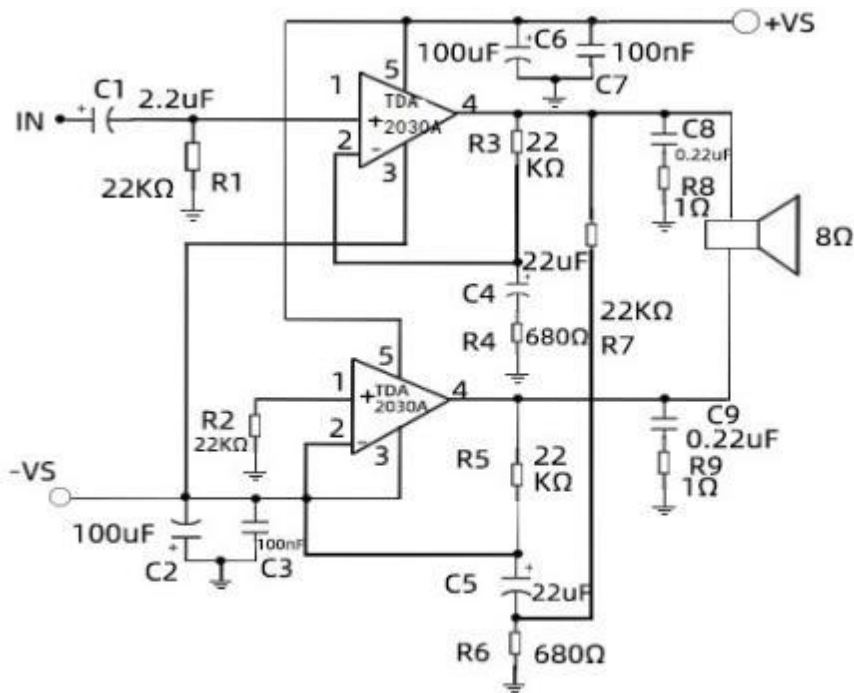 +VS
100uF
+
C6
100nF
C7
C1
+
2.2uF
IN
1
5
TDA
2030A
+
-
2
3
4
R3
22
KΩ
C8
0.22uF
R8
1Ω
22KΩ
R1
8Ω
22uF
+
C4
R4
680Ω
22KΩ
R7
5
1
TDA
2030A
+
-
2
3
4
R2
22KΩ
C9
0.22uF
R9
1Ω
R5
22
KΩ
-VS
100uF
+
C2
100nF
C3
C5
+
22uF
R6
680Ω